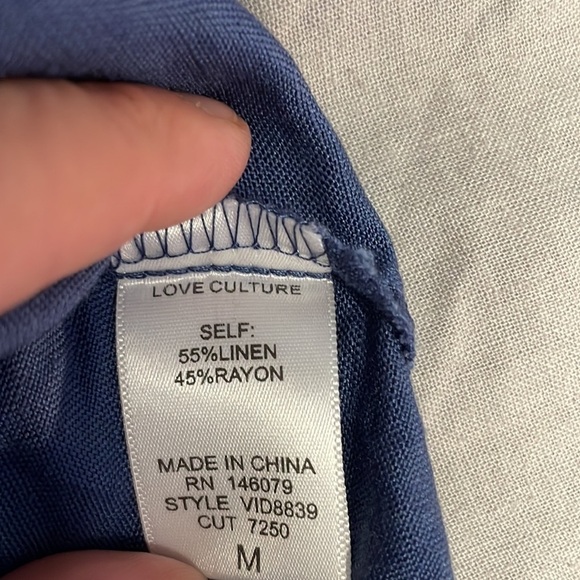 LOVE CULTURE
SELF:
55%LINEN
45%RAYON
MADE IN CHINA
RN 146079
STYLE VID8839
CUT 7250
M